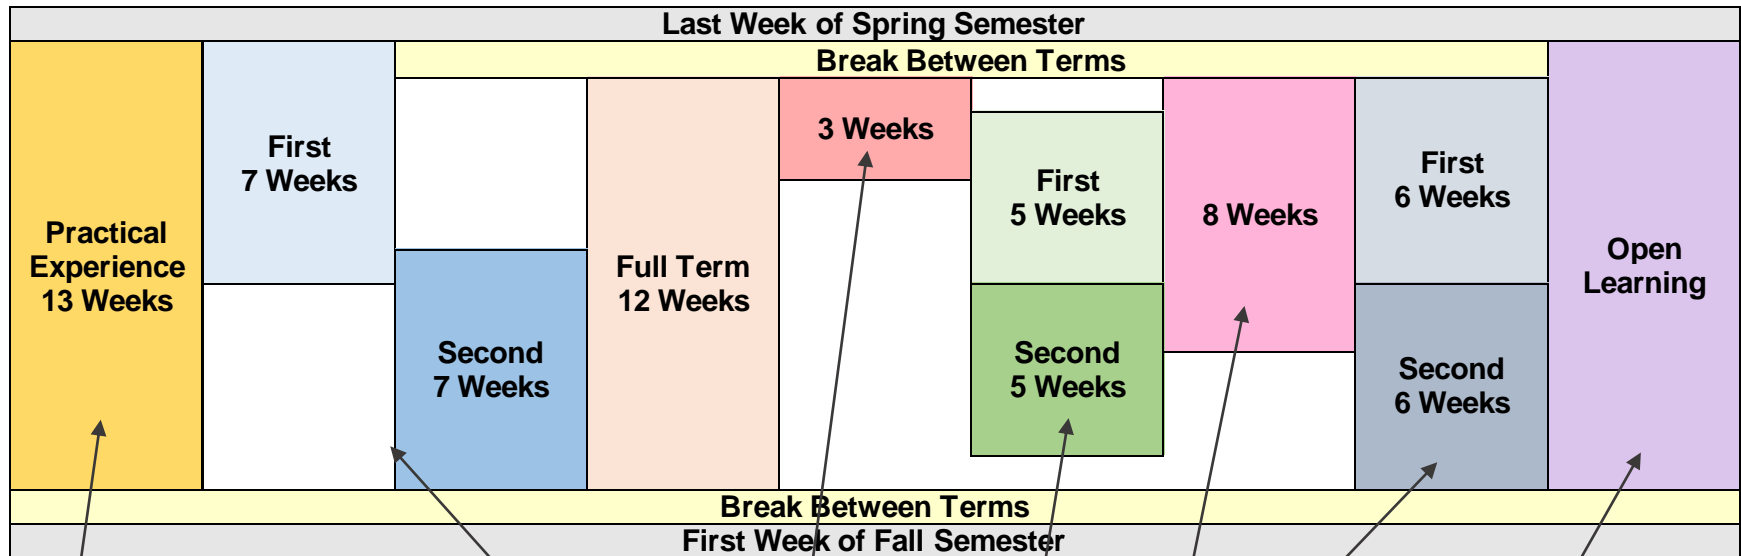 Last Week of Spring Semester
Break Between Terms
Practical
Experience
13 Weeks
First
7 Weeks
Second
7 Weeks
Full Term
12 Weeks
3 Weeks
First
5 Weeks
Second
5 Weeks
8 Weeks
First
6 Weeks
Second
6 Weeks
Open
Learning
Break Between Terms
First Week of Fall Semester